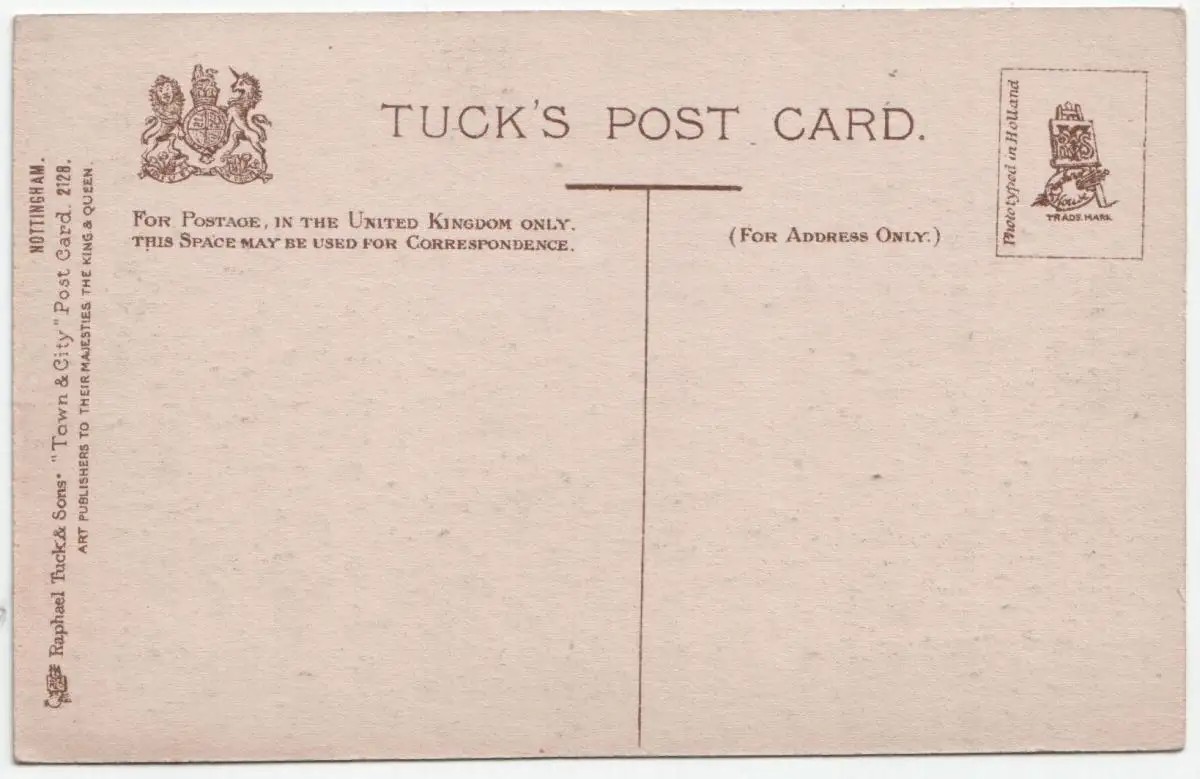 TUCK'S POST CARD.
FOR POSTAGE, IN THE UNITED KINGDOM ONLY.
THIS SPACE MAY BE USED FOR CORRESPONDENCE.
(FOR ADDRESS ONLY.)
Phototyped in Holland
TRADE MARK
NOTTINGHAM.
Raphael Tuck & Sons' "Town & City" Post Card. 2128.
ART PUBLISHERS TO THEIR MAJESTIES THE KING & QUEEN.